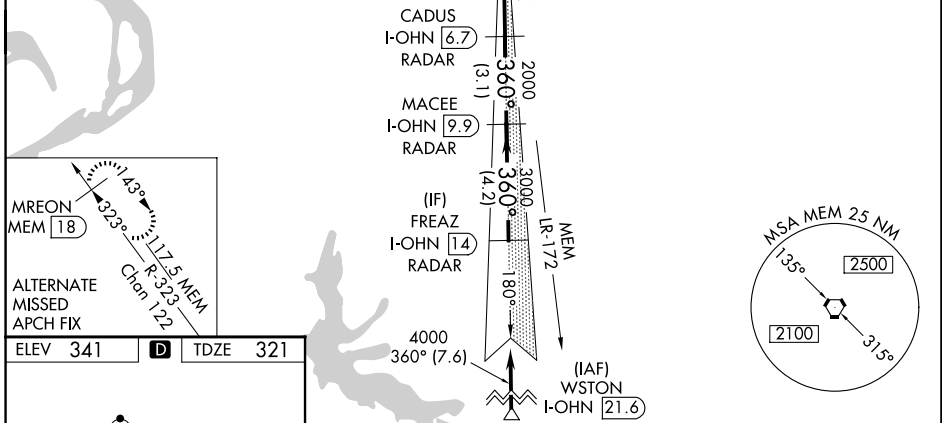 CADUS
I-OHN 6.7
RADAR
360°
(3.1)
2000
MACEE
I-OHN 9.9
RADAR
360°
(4.2)
3000
(IF)
FREAZ
I-OHN 14
RADAR
MEM
LR-172
180°
4000
360° (7.6)
(IAF)
WSTON
I-OHN 21.6
MREON
MEM 18
143°
323°
117.5 MEM
R-323
Chan 122
ALTERNATE
MISSED
APCH FIX
ELEV 341 D TDZE 321
MSA MEM 25 NM
135°
2500
2100
315°